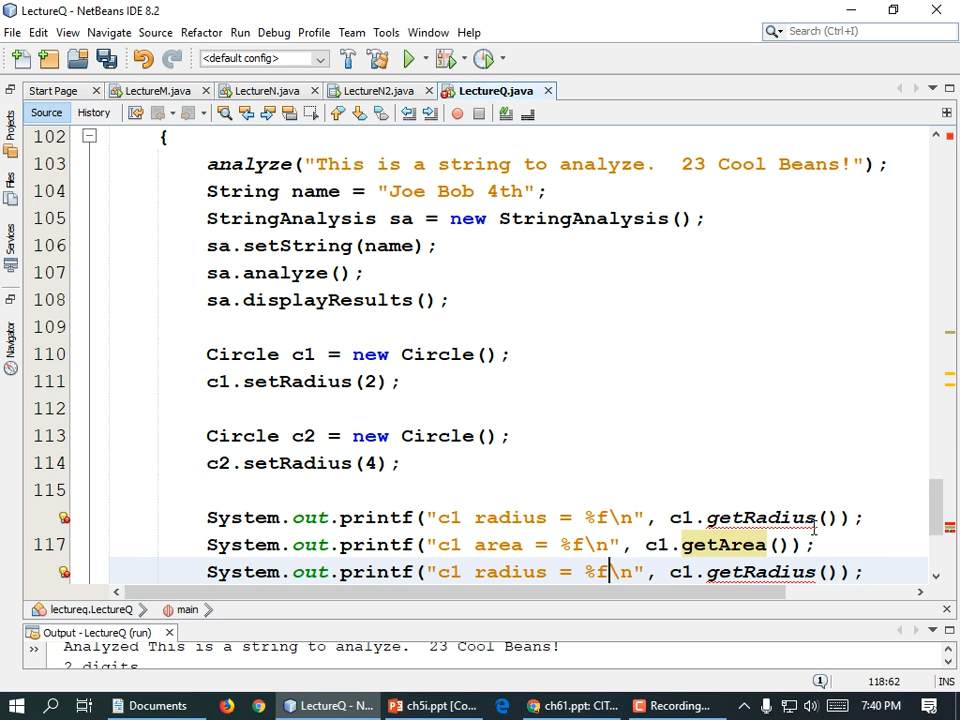 LectureQ - NetBeans IDE 8.2
File Edit View Navigate Source Refactor Run Debug Profile Team Tools Window Help
Search (Ctrl+I)
<default config>
Start Page LectureM.java LectureN.java LectureN2.java LectureQ.java
Source History
Projects
Files
Services
Navigator
102 {
103 analyze("This is a string to analyze.  23 Cool Beans!");
104 String name = "Joe Bob 4th";
105 StringAnalysis sa = new StringAnalysis();
106 sa.setString(name);
107 sa.analyze();
108 sa.displayResults();
109
110 Circle c1 = new Circle();
111 c1.setRadius(2);
112
113 Circle c2 = new Circle();
114 c2.setRadius(4);
115
System.out.printf("c1 radius = %f\n", c1.getRadius());
117 System.out.printf("c1 area = %f\n", c1.getArea());
System.out.printf("c1 radius = %f\n", c1.getRadius());
lectureq.LectureQ main
Output - LectureQ (run)
Analyzed This is a string to analyze.  23 Cool Beans!
2 digits
1 118:62 INS
Documents LectureQ - N... ch5i.ppt [Co... ch61.ppt: CIT... Recording... 7:40 PM